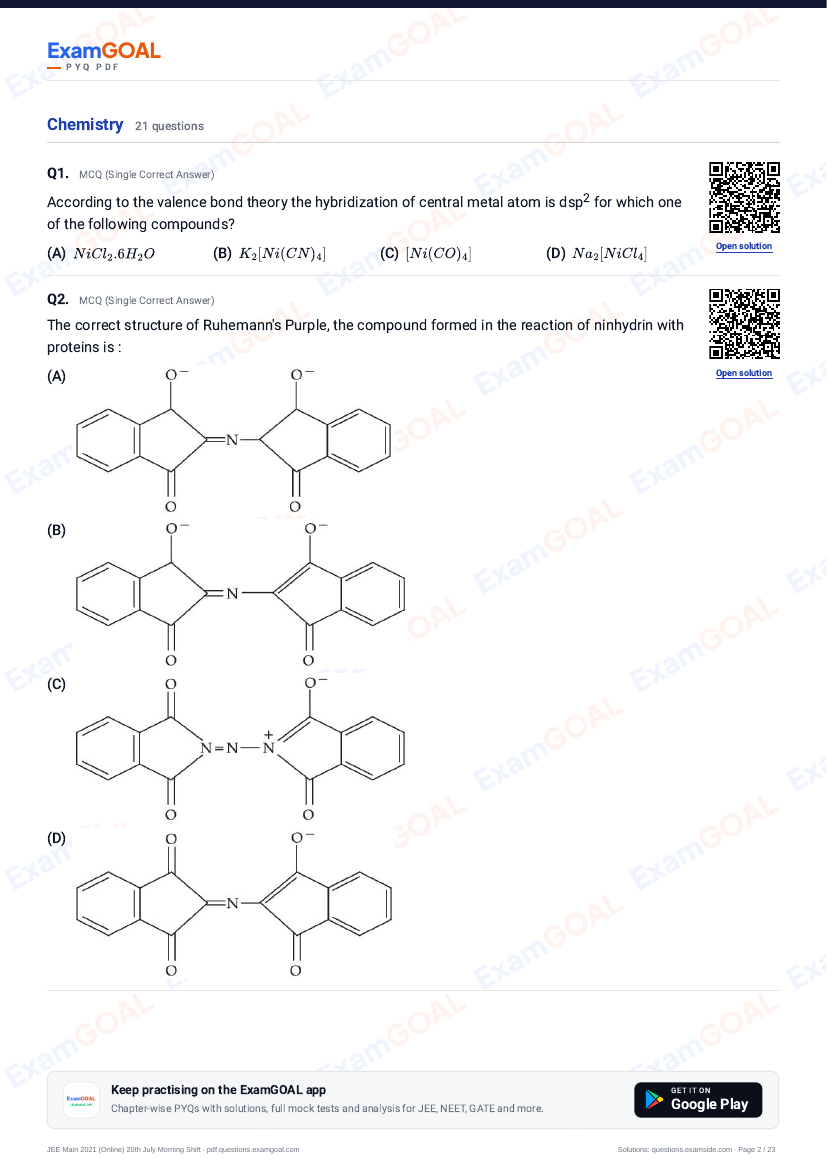 ExamGOAL
PYQ PDF
Chemistry 21 questions
Q1. MCQ (Single Correct Answer)
According to the valence bond theory the hybridization of central metal atom is dsp² for which one
of the following compounds?
Open solution
(A) NiCl₂.6H₂O (B) K₂[Ni(CN)₄] (C) [Ni(CO)₄] (D) Na₂[NiCl₄]
Q2. MCQ (Single Correct Answer)
The correct structure of Ruhemann's Purple, the compound formed in the reaction of ninhydrin with
proteins is :
Open solution
(A)
O⁻ O⁻
N
O O
(B)
O⁻ O⁻
N
O O
(C)
O O⁻
N=N—N⁺
O O
(D)
O O⁻
N
O O
Keep practising on the ExamGOAL app
Chapter-wise PYQs with solutions, full mock tests and analysis for JEE, NEET, GATE and more.
GET IT ON
Google Play
JEE Main 2021 (Online) 20th July Morning Shift · pdf.questions.examgoal.com
Solutions: questions.examside.com · Page 2 / 23